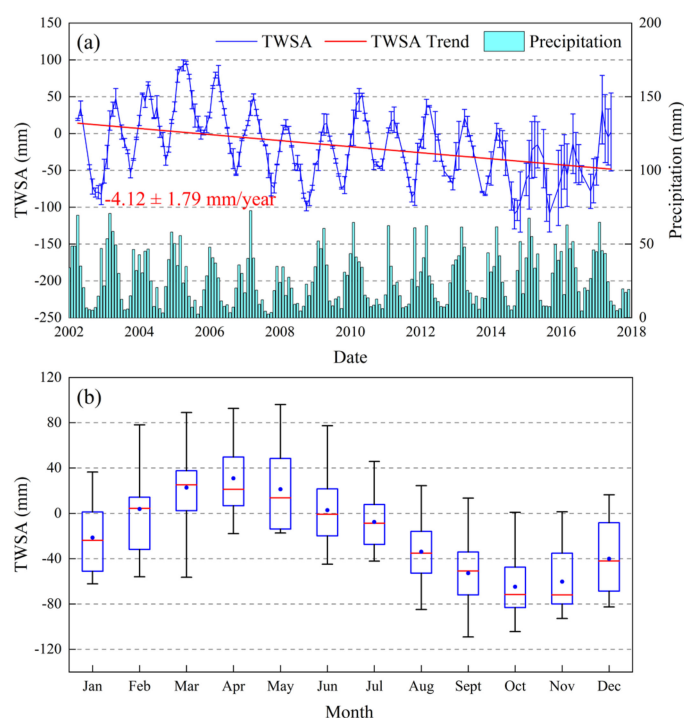 (a)
TWSA TWSA Trend Precipitation
150
100
50
0
-50
-100
-150
-200
-250
TWSA (mm)
200
150
100
50
0
Precipitation (mm)
-4.12 ± 1.79 mm/year
2002 2004 2006 2008 2010 2012 2014 2016 2018
Date
(b)
120
80
40
0
-40
-80
-120
TWSA (mm)
Jan Feb Mar Apr May Jun Jul Aug Sept Oct Nov Dec
Month